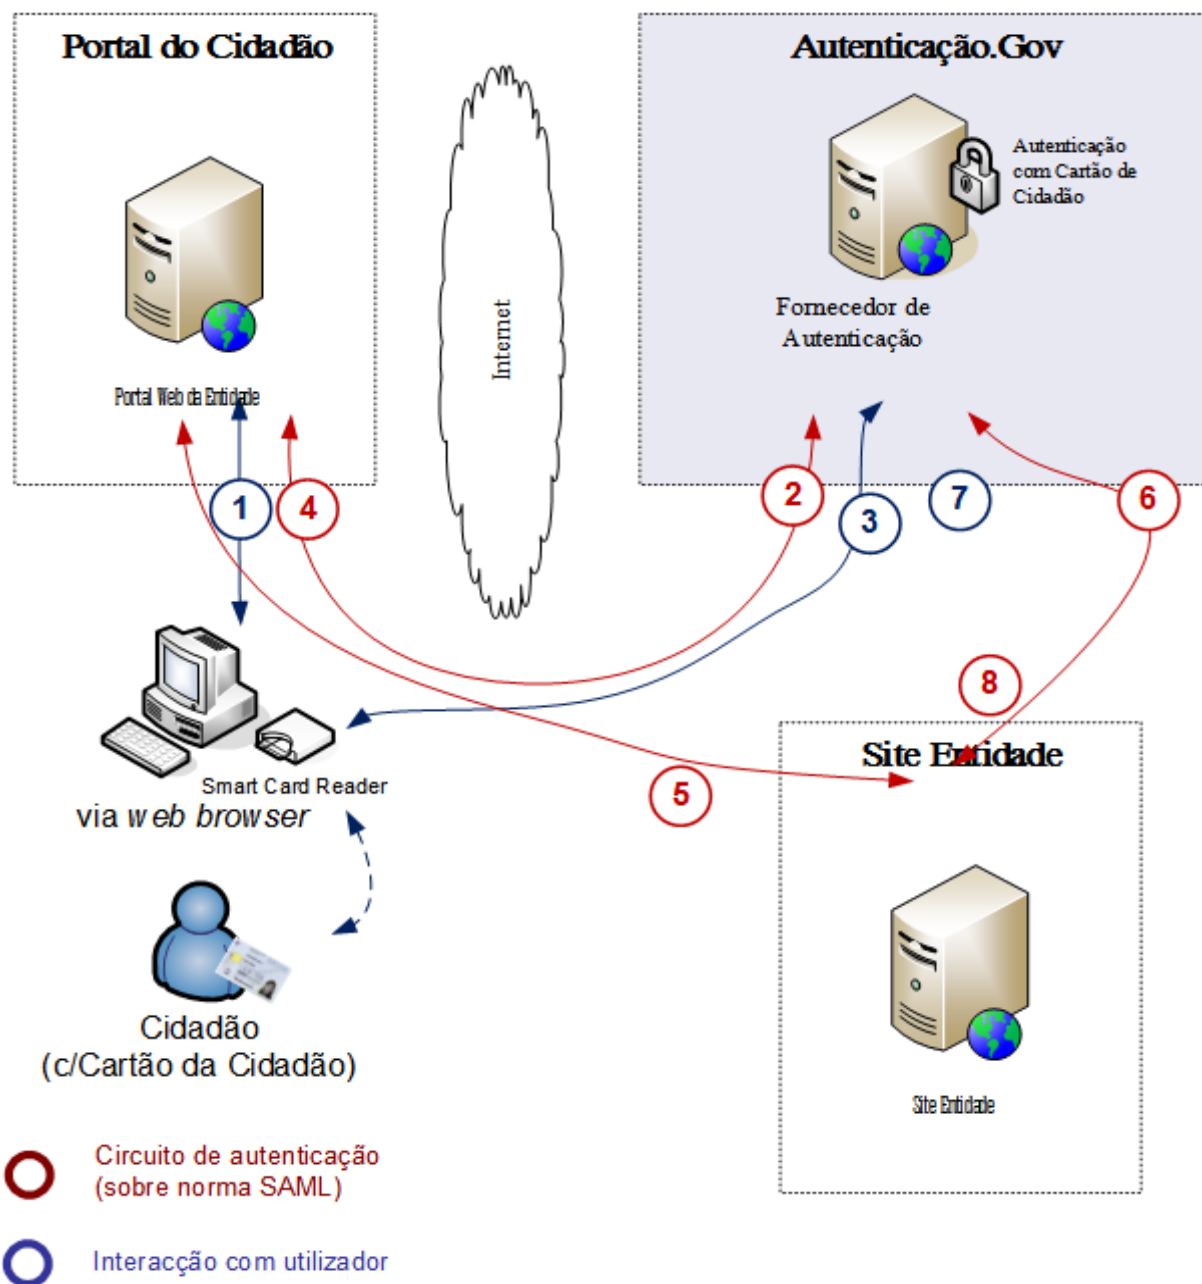 Portal do Cidadão
Portal Web da Entidade
Internet
Autenticação.Gov
Autenticação
com Cartão de
Cidadão
Fornecedor de
Autenticação
1
4
2
3
7
6
8
5
Smart Card Reader
via web browser
Cidadão
(c/Cartão da Cidadão)
Site Entidade
Site Entidade
Circuito de autenticação
(sobre norma SAML)
Interacção com utilizador